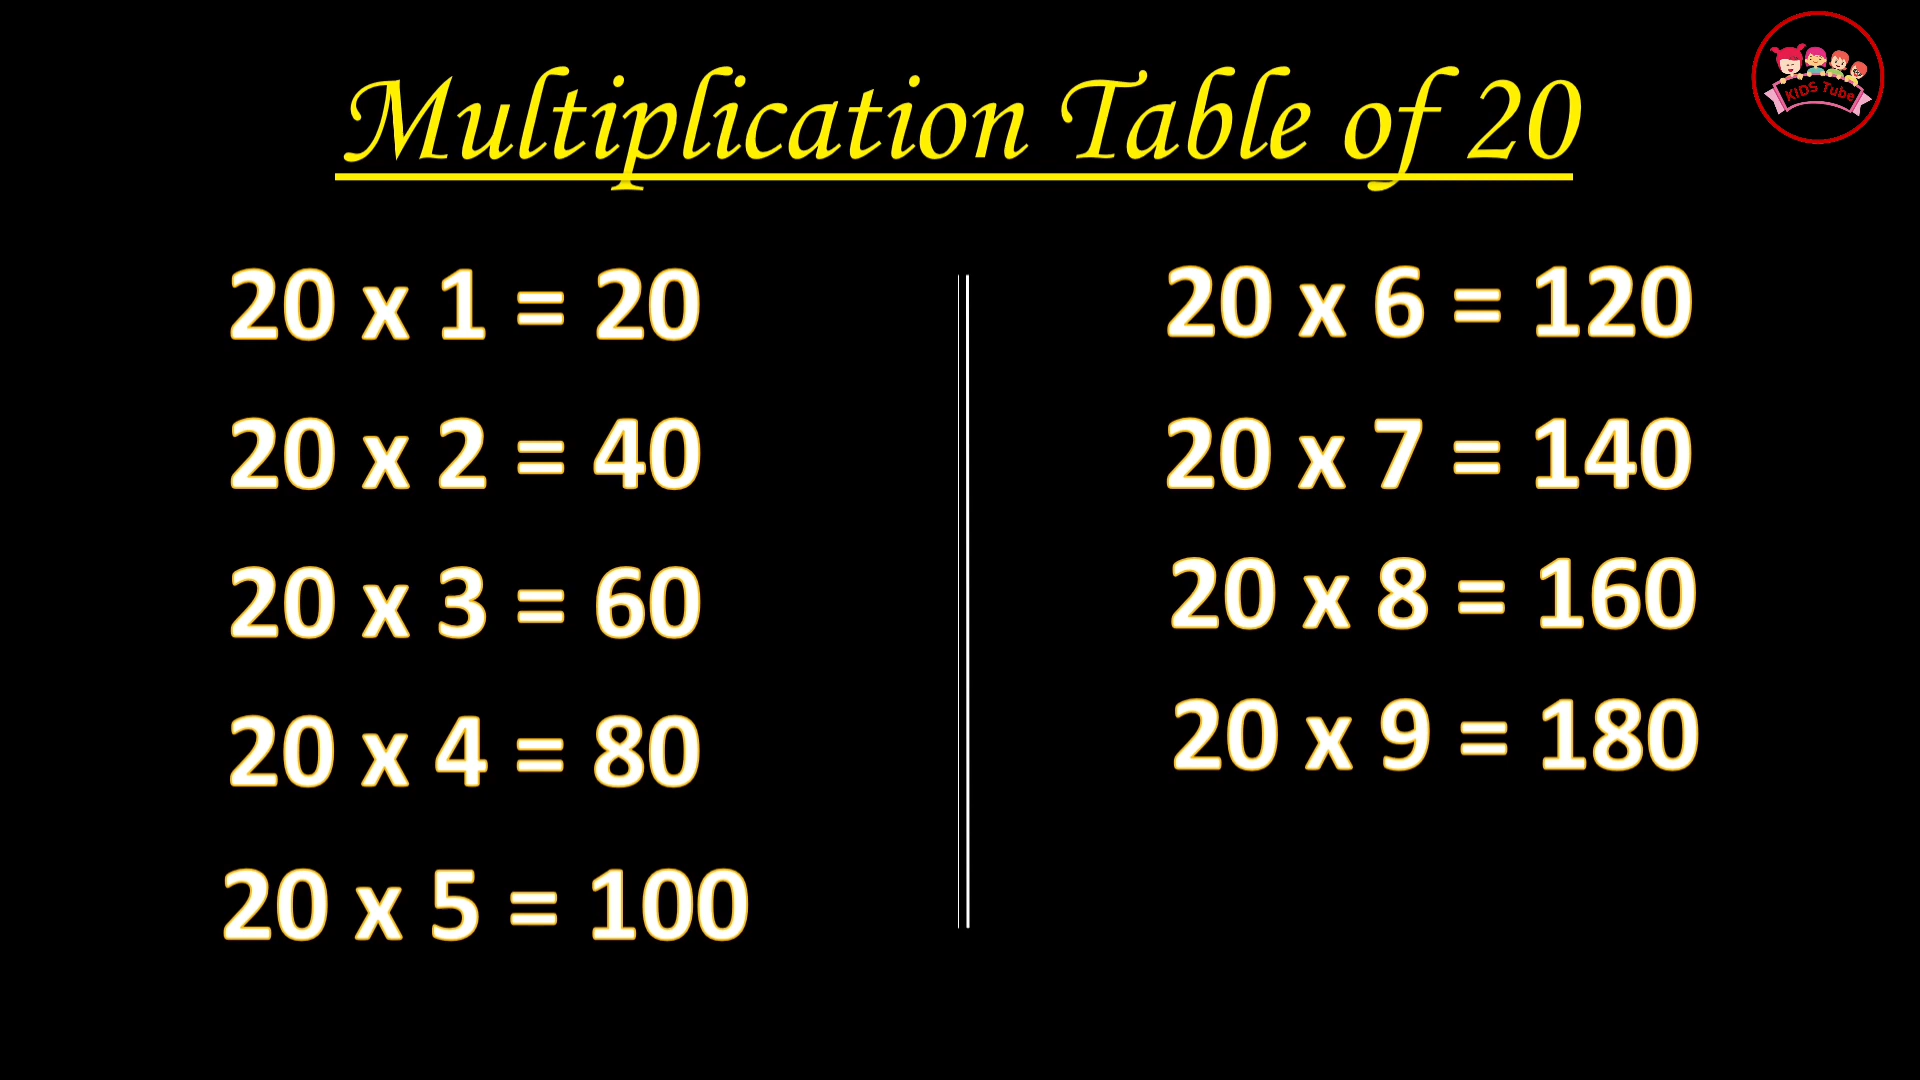 Multiplication Table of 20
KIDS Tube
20 x 1 = 20
20 x 2 = 40
20 x 3 = 60
20 x 4 = 80
20 x 5 = 100
20 x 6 = 120
20 x 7 = 140
20 x 8 = 160
20 x 9 = 180